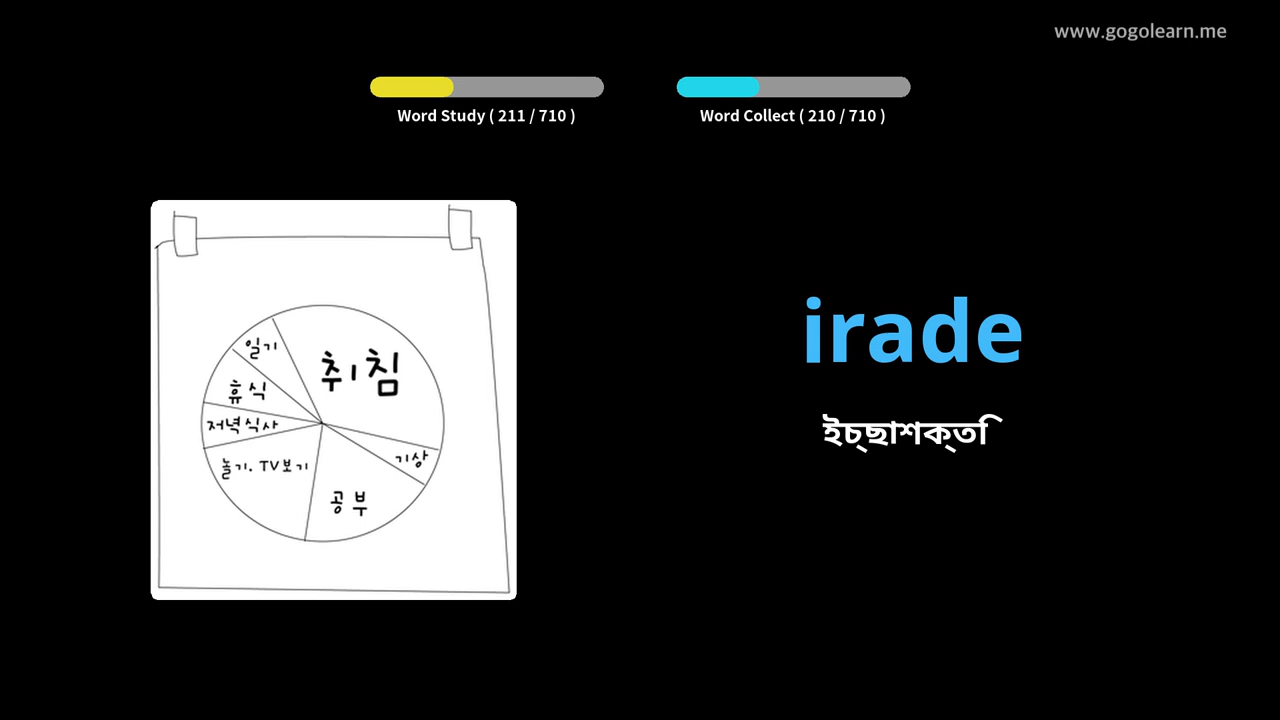 www.gogolearn.me
Word Study ( 211 / 710 )
Word Collect ( 210 / 710 )
일기
취침
휴식
저녁식사
놀기. TV보기
기상
공부
irade
ইচ্ছাশক্তি